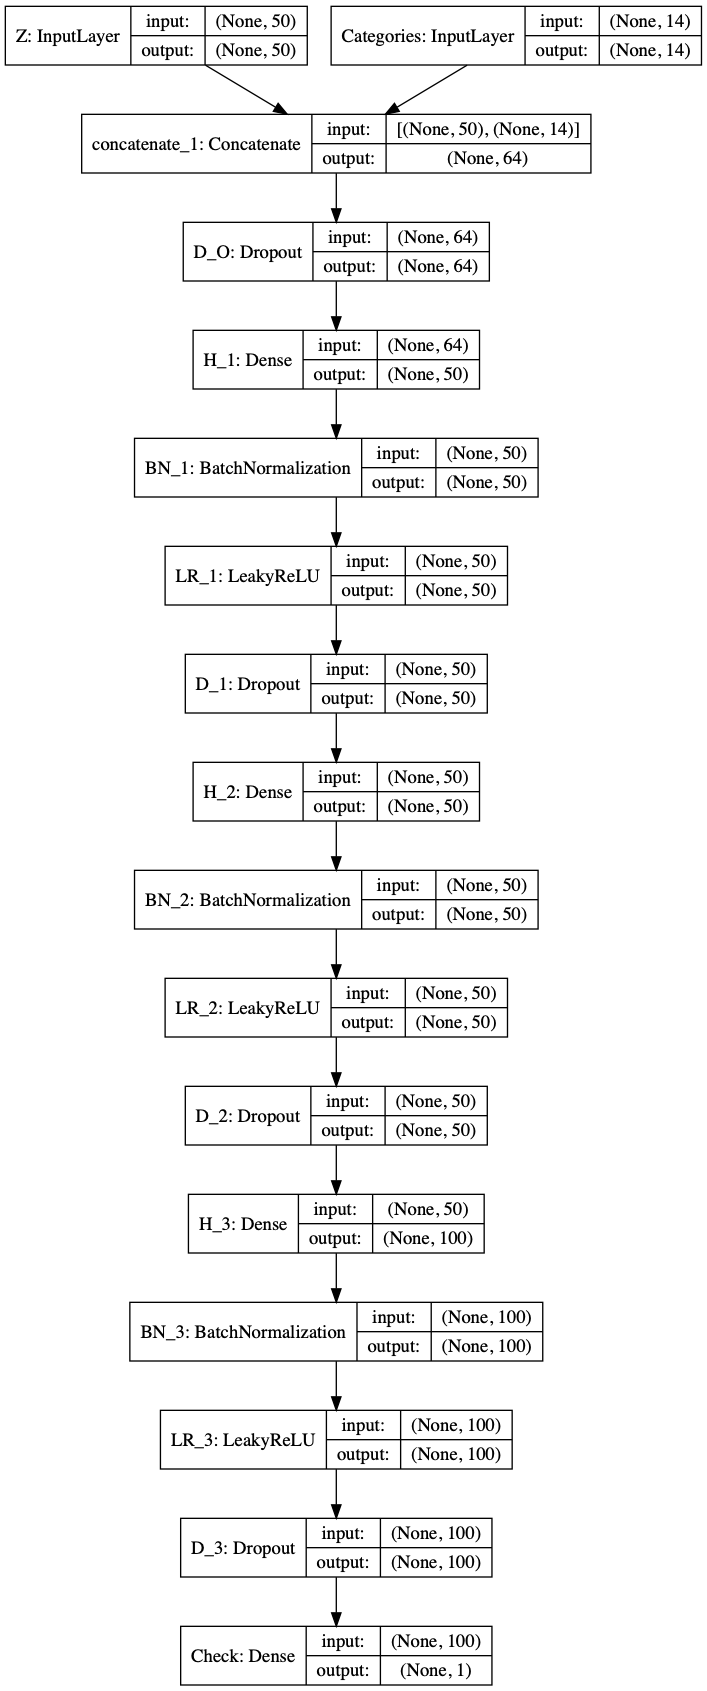 Z: InputLayer
input: (None, 50)
output: (None, 50)
Categories: InputLayer
input: (None, 14)
output: (None, 14)
concatenate_1: Concatenate
input: [(None, 50), (None, 14)]
output: (None, 64)
D_O: Dropout
input: (None, 64)
output: (None, 64)
H_1: Dense
input: (None, 64)
output: (None, 50)
BN_1: BatchNormalization
input: (None, 50)
output: (None, 50)
LR_1: LeakyReLU
input: (None, 50)
output: (None, 50)
D_1: Dropout
input: (None, 50)
output: (None, 50)
H_2: Dense
input: (None, 50)
output: (None, 50)
BN_2: BatchNormalization
input: (None, 50)
output: (None, 50)
LR_2: LeakyReLU
input: (None, 50)
output: (None, 50)
D_2: Dropout
input: (None, 50)
output: (None, 50)
H_3: Dense
input: (None, 50)
output: (None, 100)
BN_3: BatchNormalization
input: (None, 100)
output: (None, 100)
LR_3: LeakyReLU
input: (None, 100)
output: (None, 100)
D_3: Dropout
input: (None, 100)
output: (None, 100)
Check: Dense
input: (None, 100)
output: (None, 1)